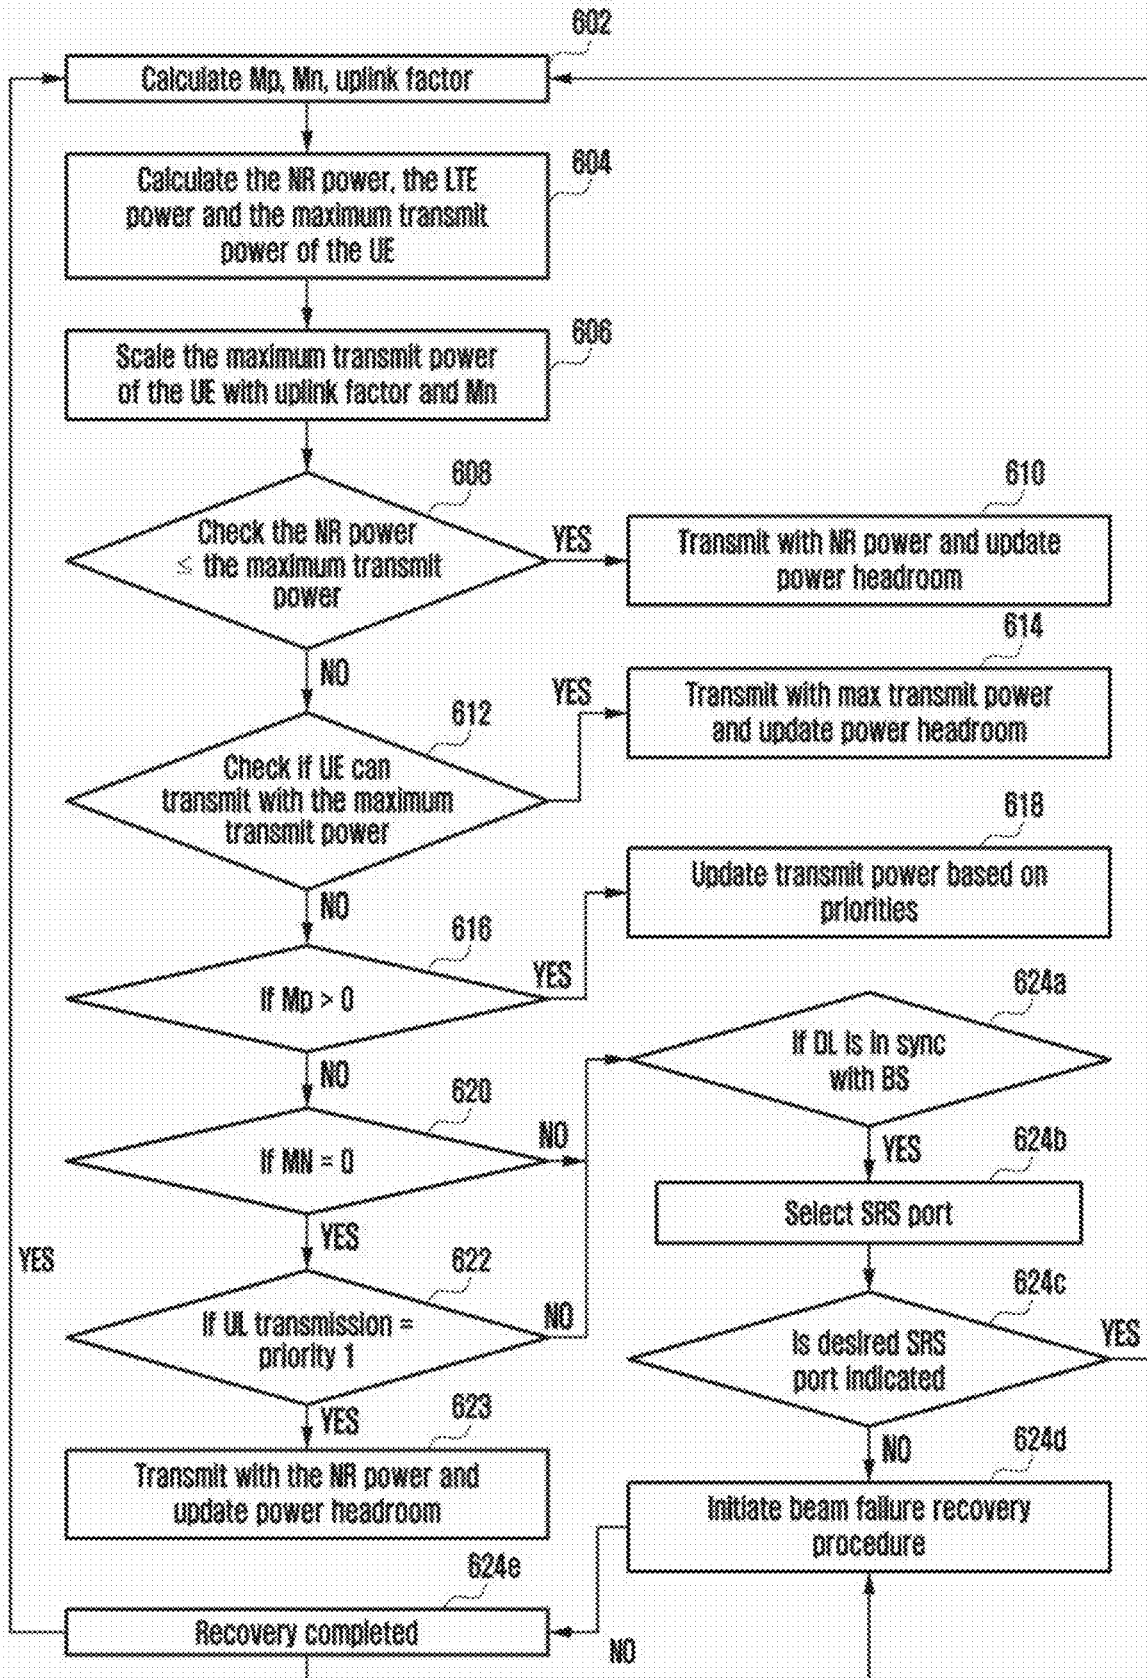 602
Calculate Mp, Mn, uplink factor
604
Calculate the NR power, the LTE
power and the maximum transmit
power of the UE
606
Scale the maximum transmit power
of the UE with uplink factor and Mn
608
Check the NR power
≤ the maximum transmit
power
YES
610
Transmit with NR power and update
power headroom
NO
612
Check if UE can
transmit with the maximum
transmit power
YES
614
Transmit with max transmit power
and update power headroom
NO
616
If Mp > 0
YES
618
Update transmit power based on
priorities
NO
620
If MN = 0
NO
YES
622
If UL transmission =
priority 1
NO
YES
623
Transmit with the NR power and
update power headroom
624a
If DL is in sync
with BS
YES
624b
Select SRS port
624c
Is desired SRS
port indicated
YES
NO
624d
Initiate beam failure recovery
procedure
624e
Recovery completed
NO
YES